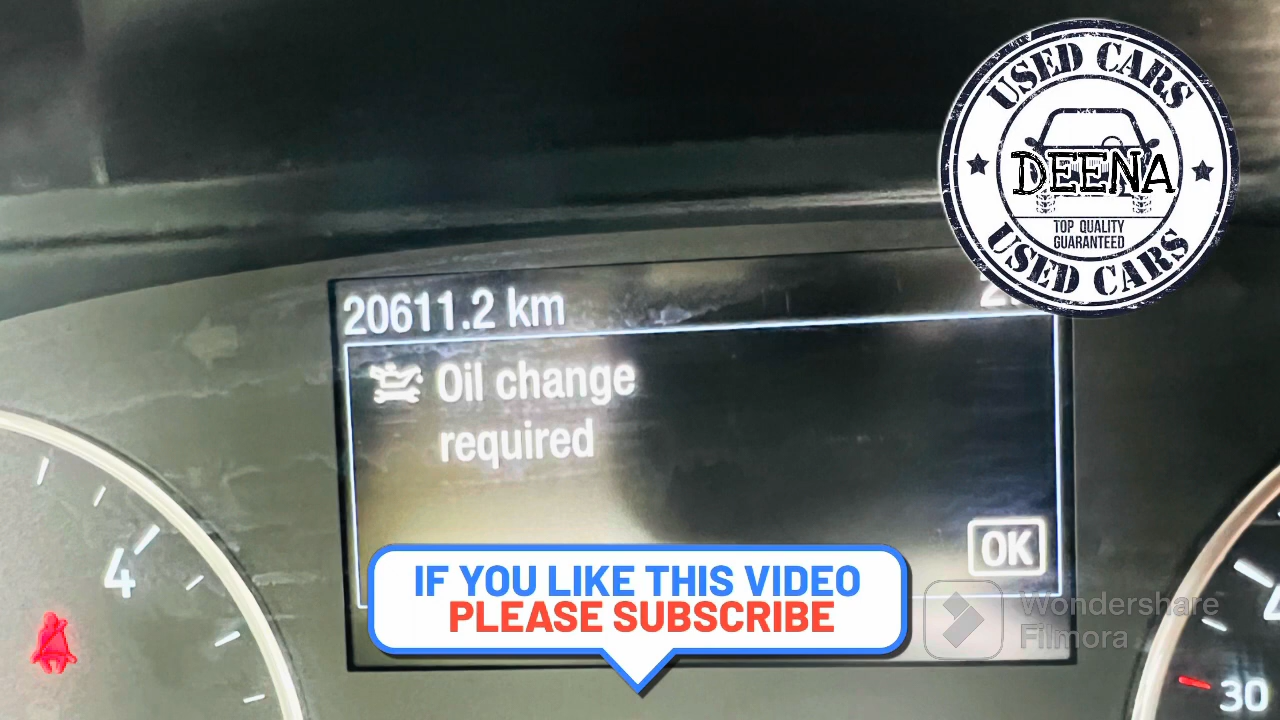 USED CARS
DEENA
TOP QUALITY
GUARANTEED
USED CARS
20611.2 km
Oil change
required
OK
IF YOU LIKE THIS VIDEO
PLEASE SUBSCRIBE
Wondershare
Filmora
4
30